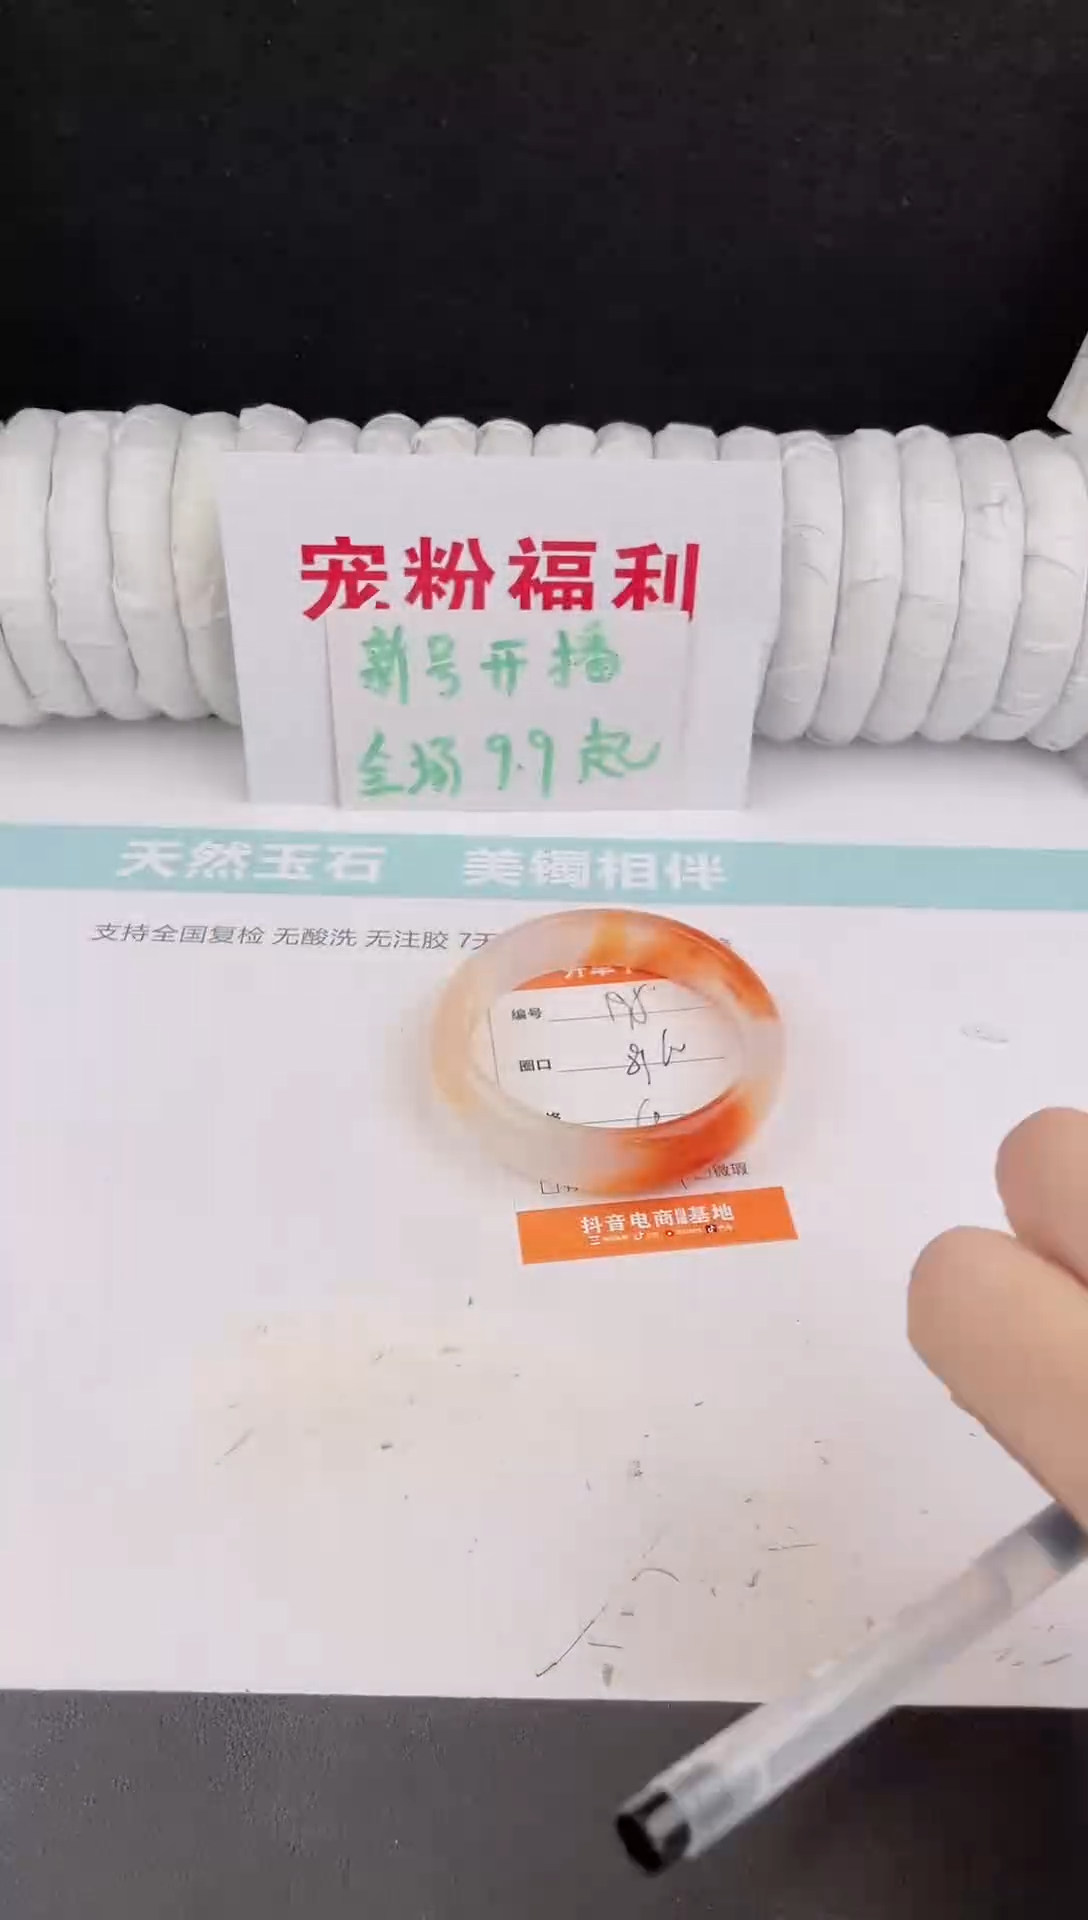 宠粉福利
新号开播
全场9.9起
天然玉石 美镯相伴
支持全国复检 无酸洗 无注胶 7天
编号
圈口
微瑕
抖音电商 基地